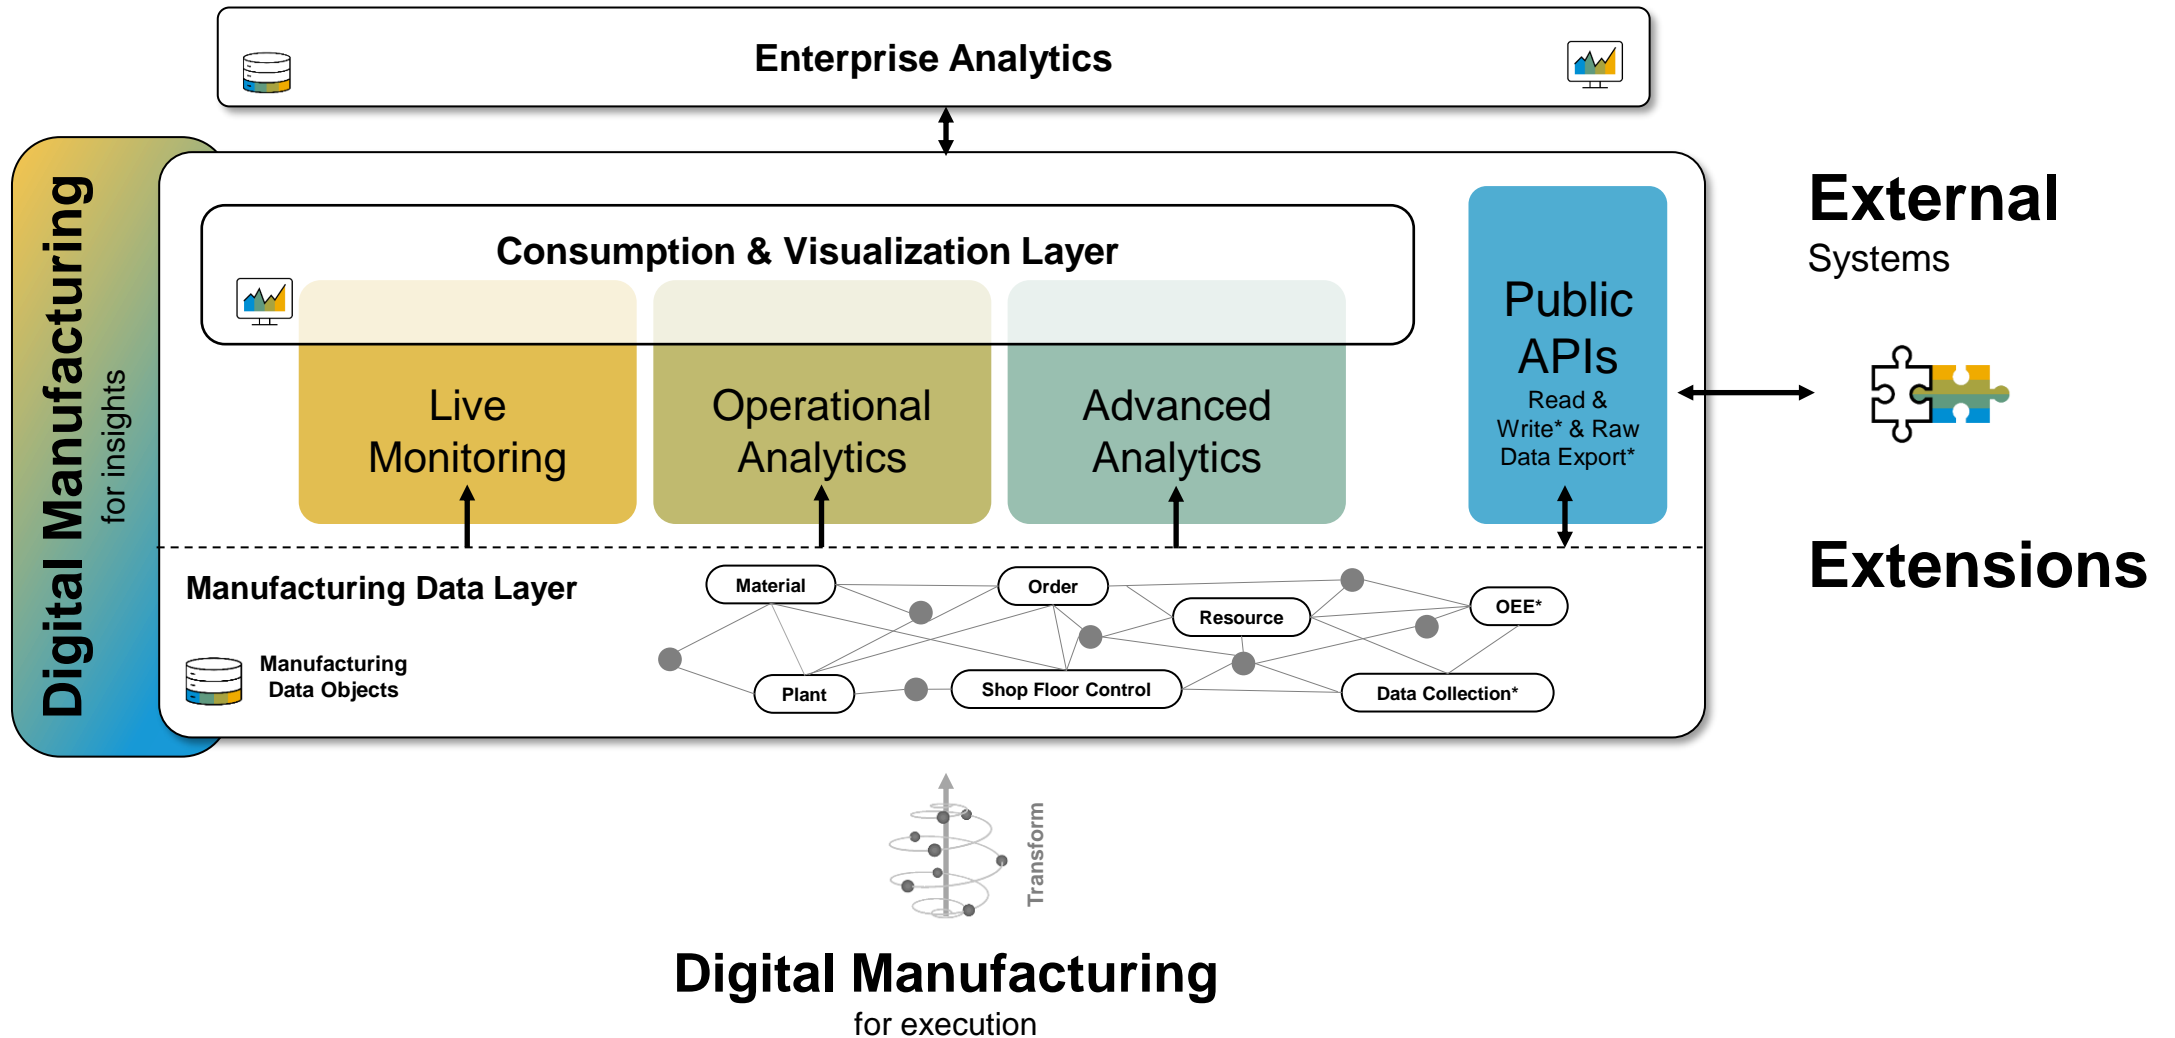 Enterprise Analytics
Digital Manufacturing
for insights
Consumption & Visualization Layer
Live
Monitoring
Operational
Analytics
Advanced
Analytics
Public
APIs
Read &
Write* & Raw
Data Export*
External
Systems
Extensions
Manufacturing Data Layer
Manufacturing
Data Objects
Material
Order
Resource
OEE*
Plant
Shop Floor Control
Data Collection*
Transform
Digital Manufacturing
for execution